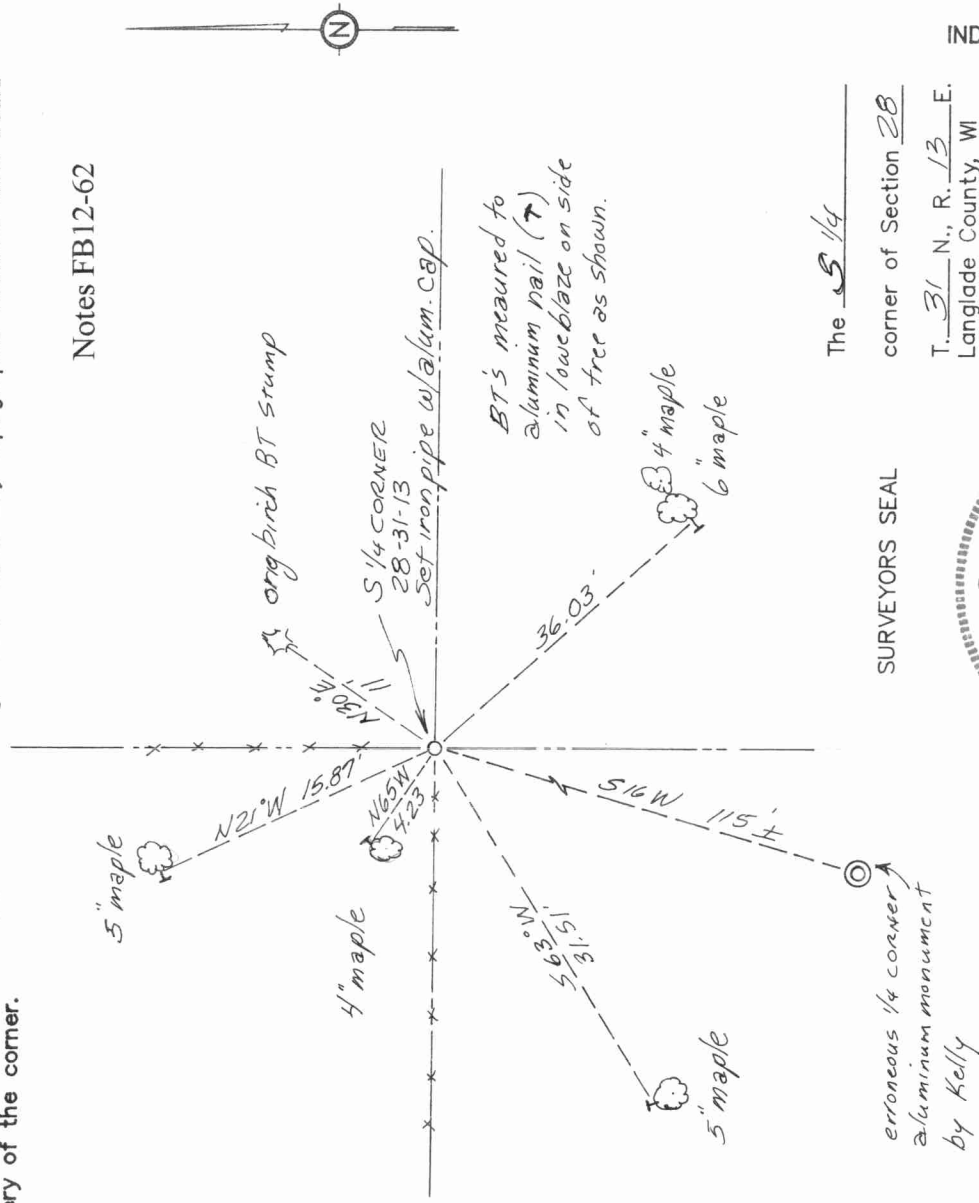 ry of the corner.
Notes FB12-62
N
IND
5" maple
N21°W 15.87'
orig birch BT stump
N30°E
11'
S 1/4 CORNER
28-31-13
Set iron pipe w/alum. cap.
4" maple
N65W
4.23
BT's measured to
aluminum nail (↑)
in lowe blaze on side
of tree as shown.
36.03'
4" maple
6" maple
S63°W
31.51'
5" maple
S16W 115'±
erroneous 1/4 CORNER
aluminum monument
by Kelly
SURVEYORS SEAL
The S 1/4
corner of Section 28
T. 31 N., R. 13 E.
Langlade County, WI